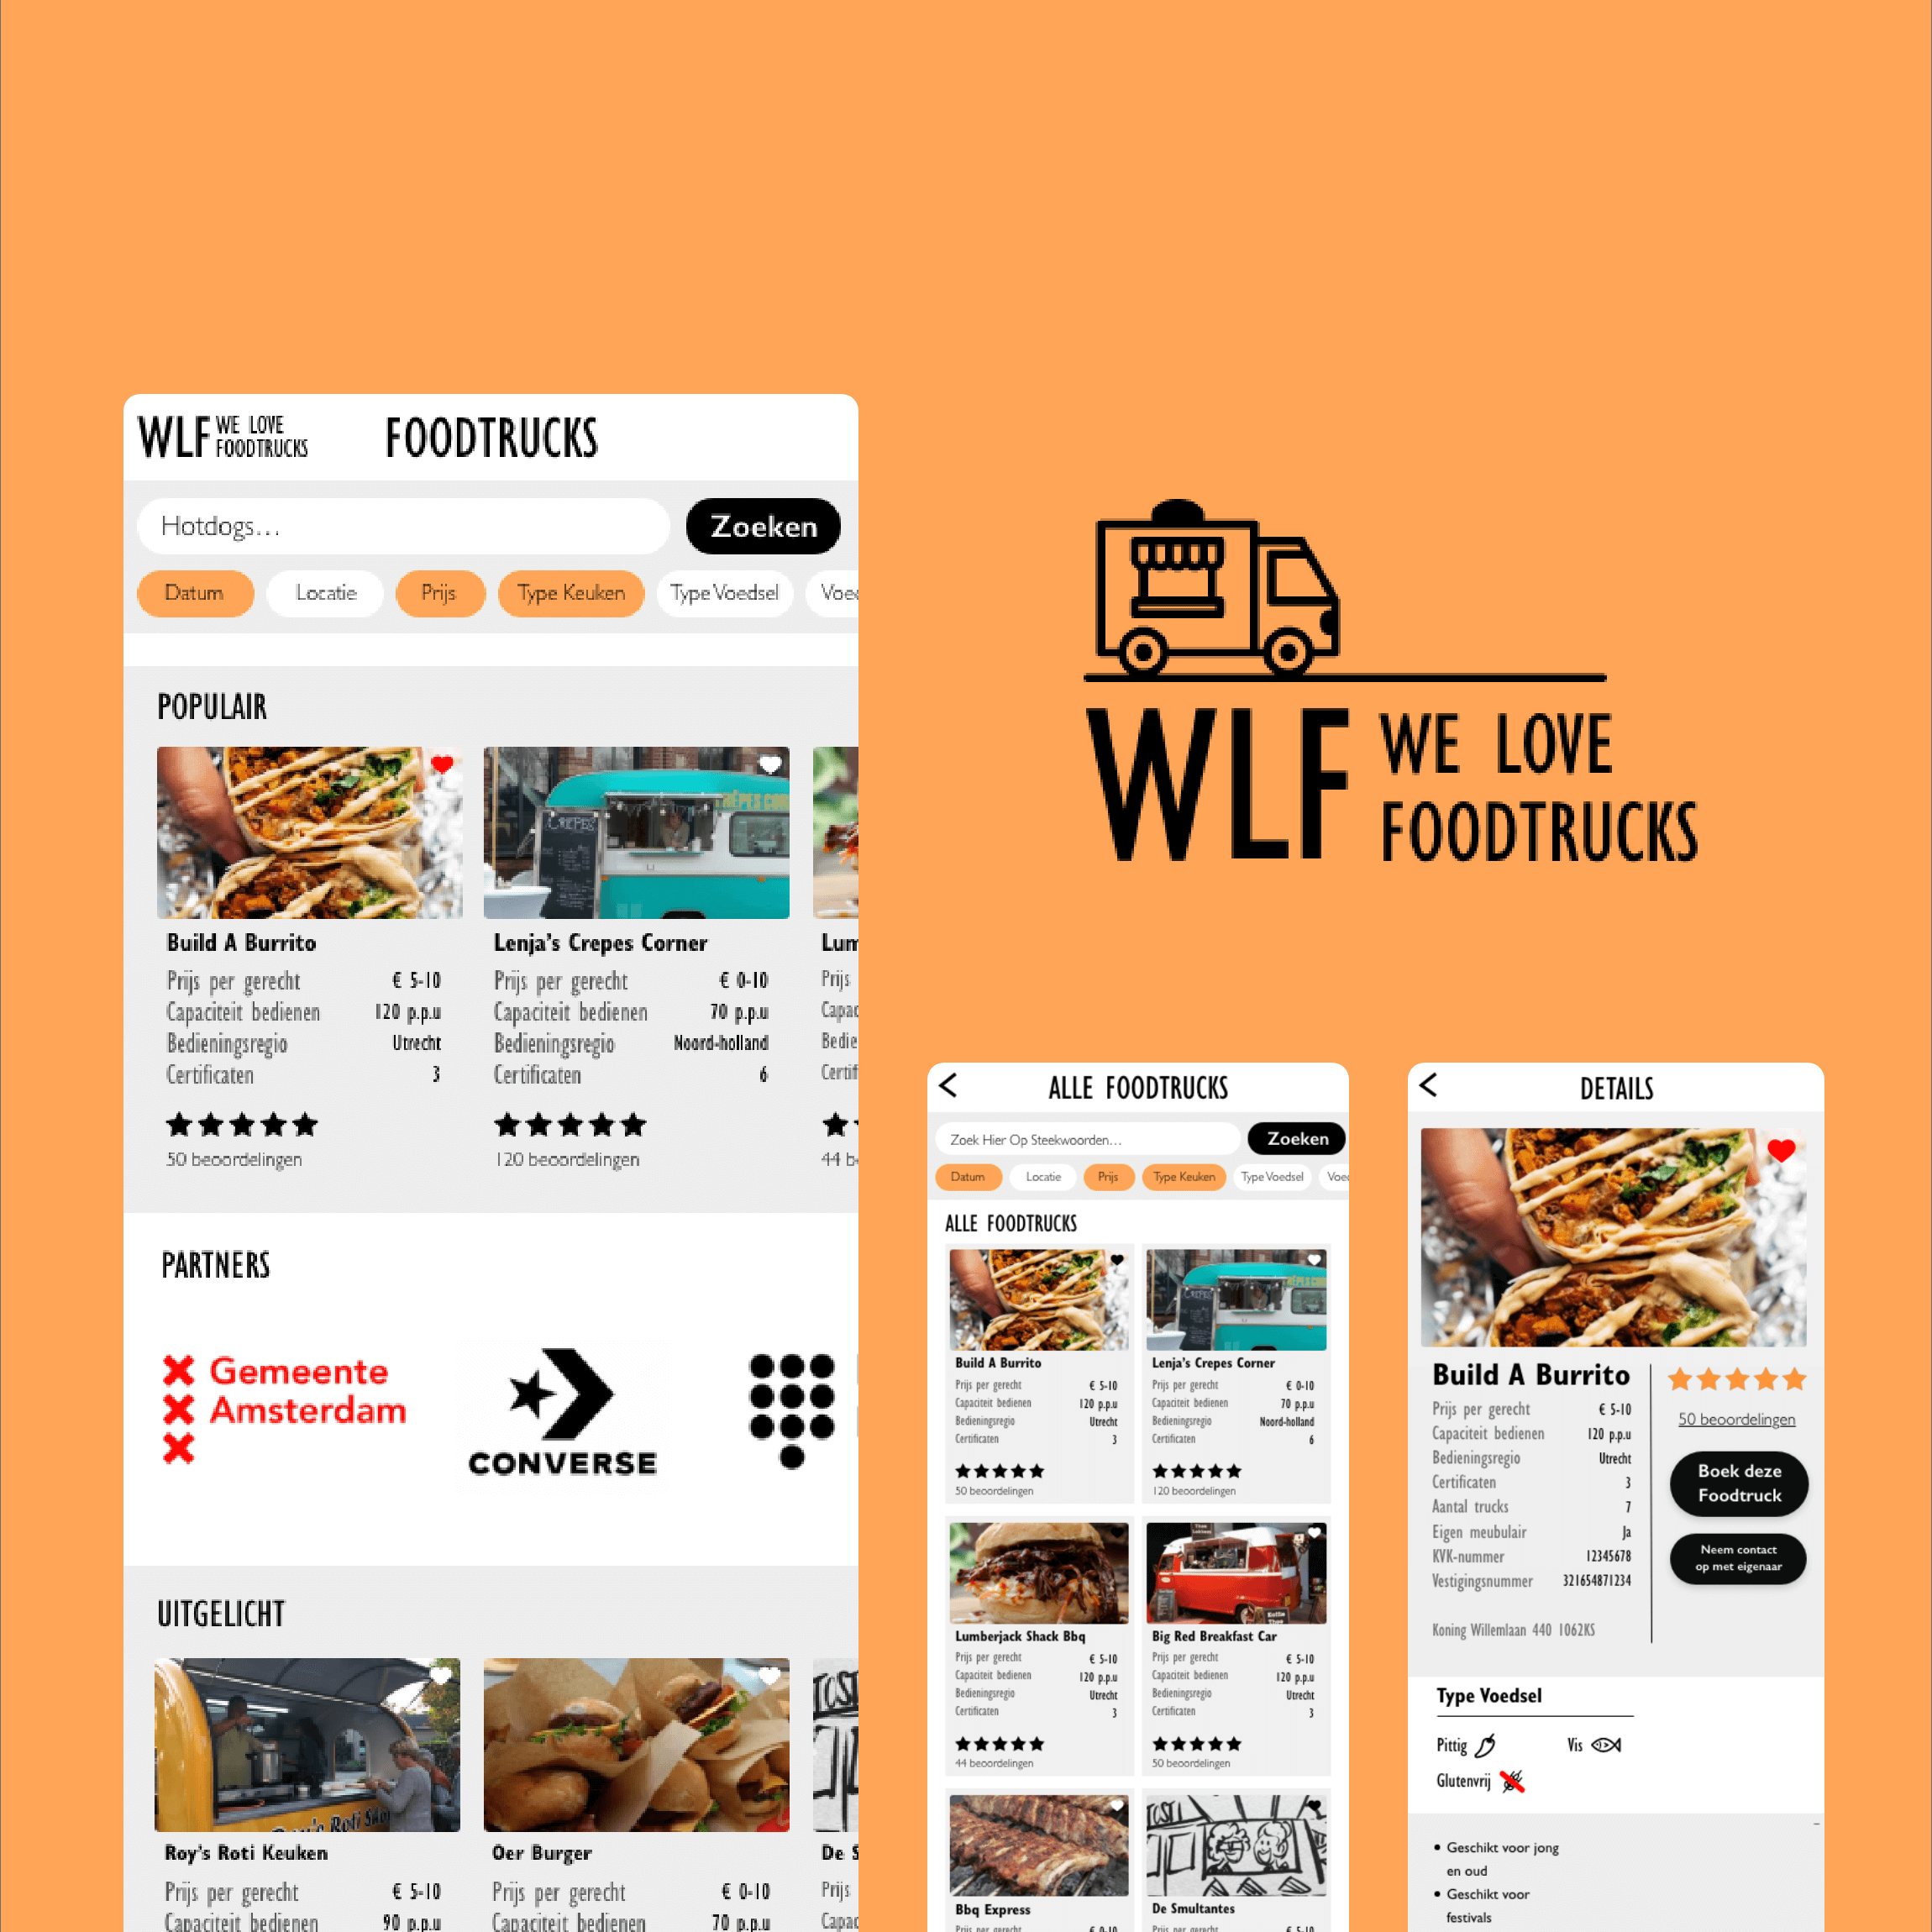 WLF WE LOVE
FOODTRUCKS
FOODTRUCKS
Hotdogs...
Zoeken
Datum
Locatie
Prijs
Type Keuken
Type Voedsel
POPULAIR
CREPES
Build A Burrito
Prijs per gerecht € 5-10
Capaciteit bedienen 120 p.p.u
Bedieningsregio Utrecht
Certificaten 3
50 beoordelingen
Lenja's Crepes Corner
Prijs per gerecht € 0-10
Capaciteit bedienen 70 p.p.u
Bedieningsregio Noord-holland
Certificaten 6
120 beoordelingen
Prijs
44
PARTNERS
Gemeente
Amsterdam
CONVERSE
UITGELICHT
Roy's Roti Keuken
Prijs per gerecht € 5-10
Capaciteit bedienen 90 p.p.u
Oer Burger
Prijs per gerecht € 0-10
Capaciteit bedienen 70 p.p.u
De
Prijs
WLF WE LOVE
FOODTRUCKS
ALLE FOODTRUCKS
Zoek Hier Op Steekwoorden...
Zoeken
Datum
Locatie
Prijs
Type Keuken
Type Voedsel
ALLE FOODTRUCKS
Build A Burrito
Prijs per gerecht € 5-10
Capaciteit bedienen 120 p.p.u
Bedieningsregio Utrecht
Certificaten 3
50 beoordelingen
Lenja's Crepes Corner
Prijs per gerecht € 0-10
Capaciteit bedienen 70 p.p.u
Bedieningsregio Noord-holland
Certificaten 6
120 beoordelingen
Lumberjack Shack Bbq
Prijs per gerecht € 5-10
Capaciteit bedienen 120 p.p.u
Bedieningsregio Utrecht
Certificaten 3
44 beoordelingen
Big Red Breakfast Car
Prijs per gerecht € 5-10
Capaciteit bedienen 120 p.p.u
Bedieningsregio Utrecht
Certificaten 3
50 beoordelingen
Bbq Express
Prijs per gerecht € 0-10
De Smultantes
Prijs per gerecht € 5-10
DETAILS
Build A Burrito
Prijs per gerecht € 5-10
Capaciteit bedienen 120 p.p.u
Bedieningsregio Utrecht
Certificaten 3
Aantal trucks 7
Eigen meubulair Ja
KVK-nummer 12345678
Vestigingsnummer 321654871234
Koning Willemlaan 440 1062KS
50 beoordelingen
Boek deze
Foodtruck
Neem contact
op met eigenaar
Type Voedsel
Pittig
Vis
Glutenvrij
• Geschikt voor jong
en oud
• Geschikt voor
festivals